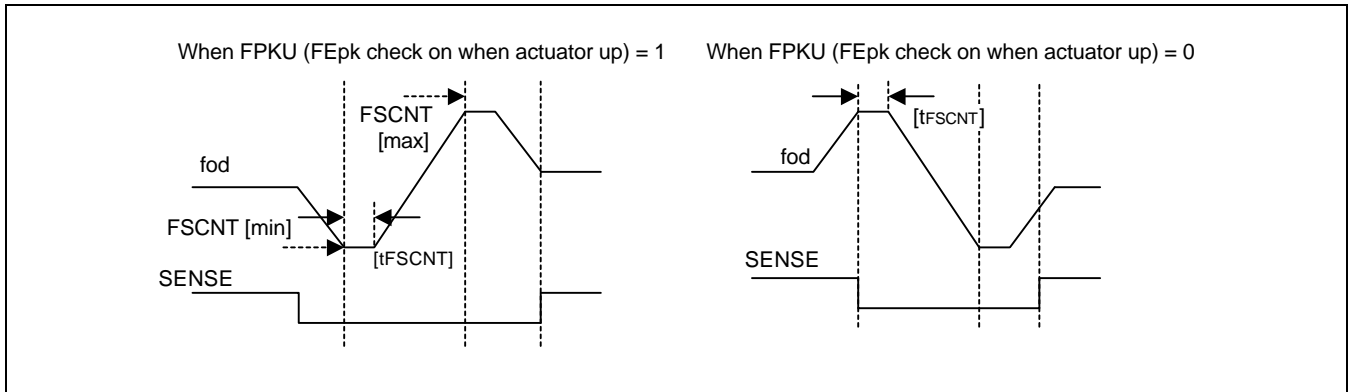 When FPKU (FEpk check on when actuator up) = 1
FSCNT
[max]
fod
FSCNT [min]
[tFSCNT]
SENSE
When FPKU (FEpk check on when actuator up) = 0
[tFSCNT]
fod
SENSE